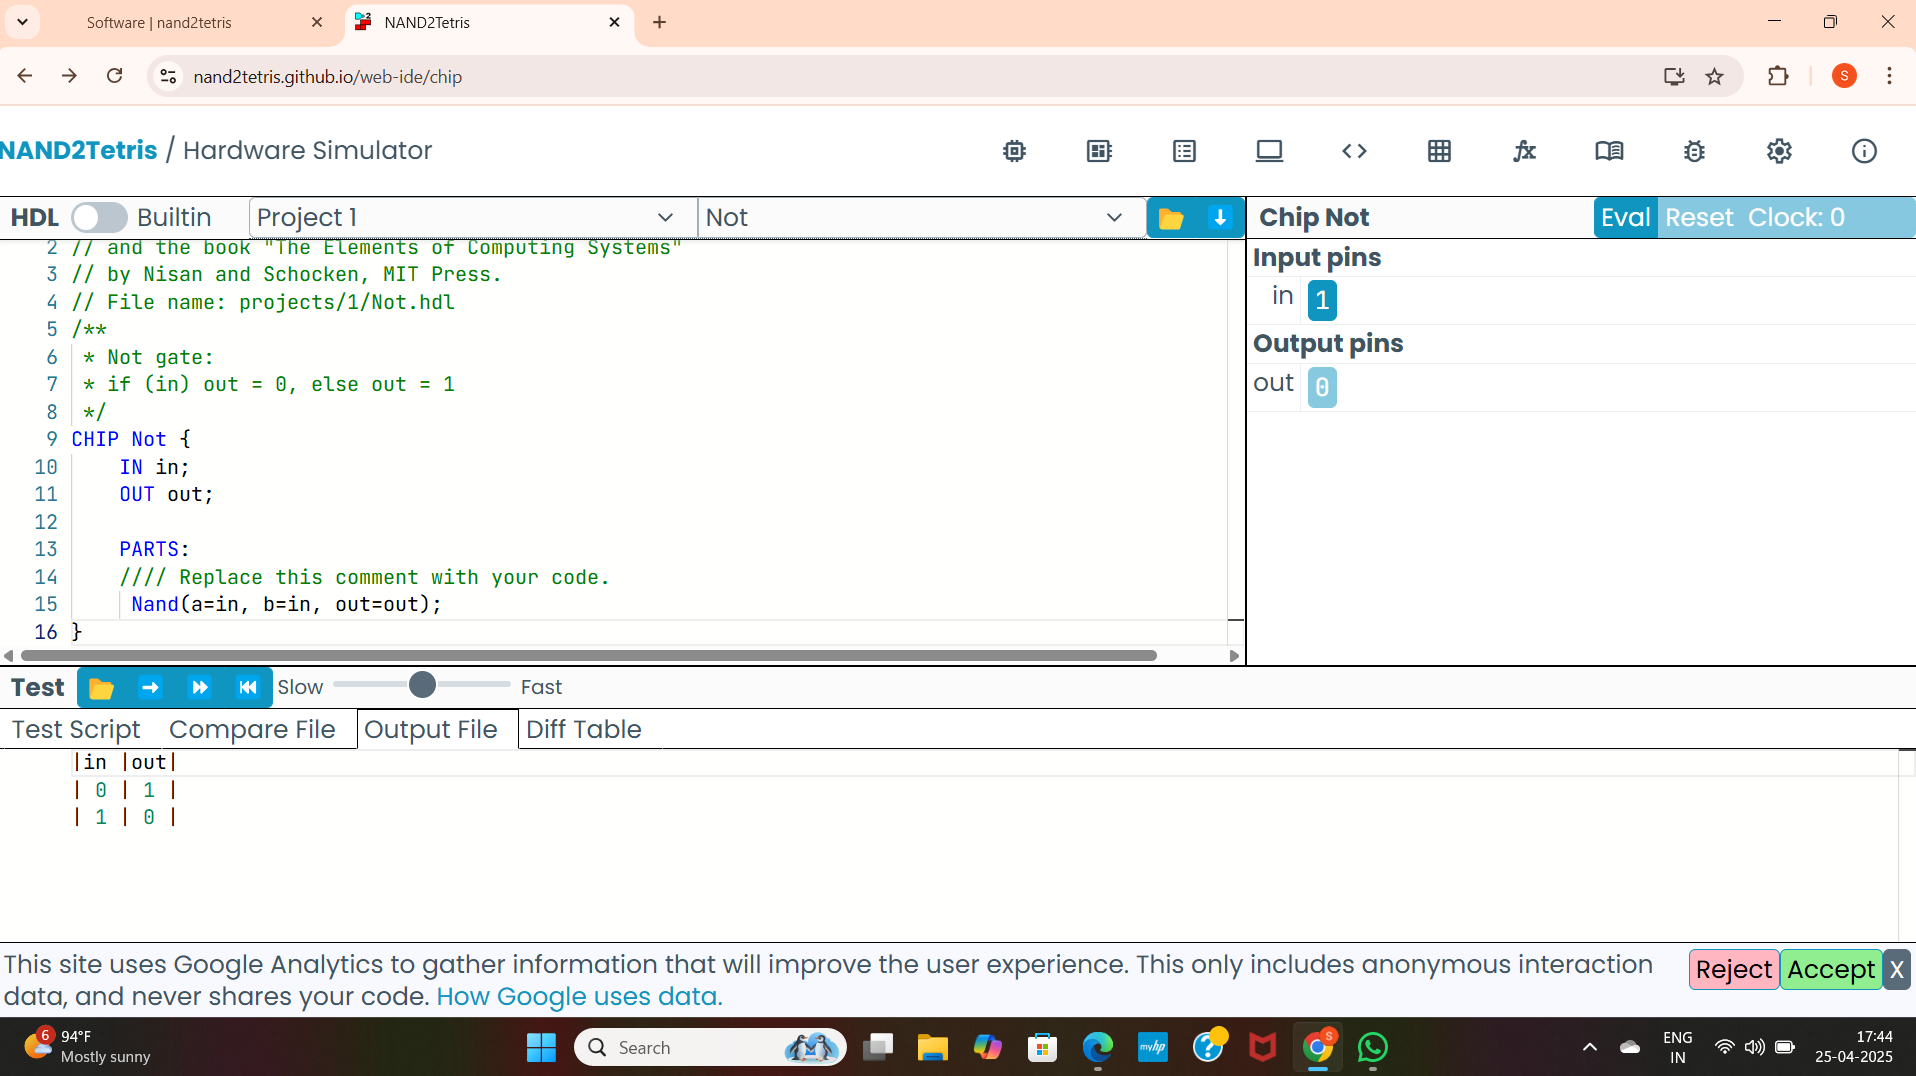 Software | nand2tetris
NAND2Tetris
nand2tetris.github.io/web-ide/chip
S
NAND2Tetris / Hardware Simulator
HDL Builtin Project 1 Not
Chip Not Eval Reset Clock: 0
2 // and the book "The Elements of Computing Systems"
3 // by Nisan and Schocken, MIT Press.
4 // File name: projects/1/Not.hdl
5 /**
6 * Not gate:
7 * if (in) out = 0, else out = 1
8 */
9 CHIP Not {
10 IN in;
11 OUT out;
12
13 PARTS:
14 //// Replace this comment with your code.
15 Nand(a=in, b=in, out=out);
16 }
Input pins
in 1
Output pins
out 0
Test Slow Fast
Test Script Compare File Output File Diff Table
|in |out|
| 0 | 1 |
| 1 | 0 |
This site uses Google Analytics to gather information that will improve the user experience. This only includes anonymous interaction
data, and never shares your code. How Google uses data.
Reject Accept X
6
94°F
Mostly sunny
Search
myhp
S
ENG
IN
17:44
25-04-2025